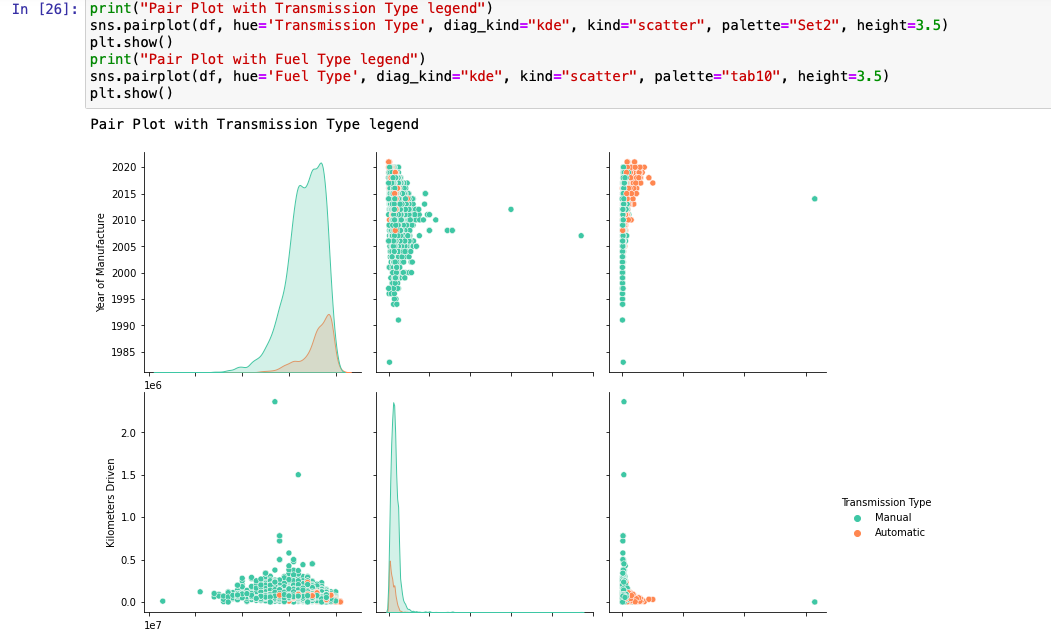 In [26]: print("Pair Plot with Transmission Type legend")
sns.pairplot(df, hue='Transmission Type', diag_kind="kde", kind="scatter", palette="Set2", height=3.5)
plt.show()
print("Pair Plot with Fuel Type legend")
sns.pairplot(df, hue='Fuel Type', diag_kind="kde", kind="scatter", palette="tab10", height=3.5)
plt.show()
Pair Plot with Transmission Type legend
Year of Manufacture
2020
2015
2010
2005
2000
1995
1990
1985
1e6
Kilometers Driven
2.0
1.5
1.0
0.5
0.0
1e7
Transmission Type
Manual
Automatic